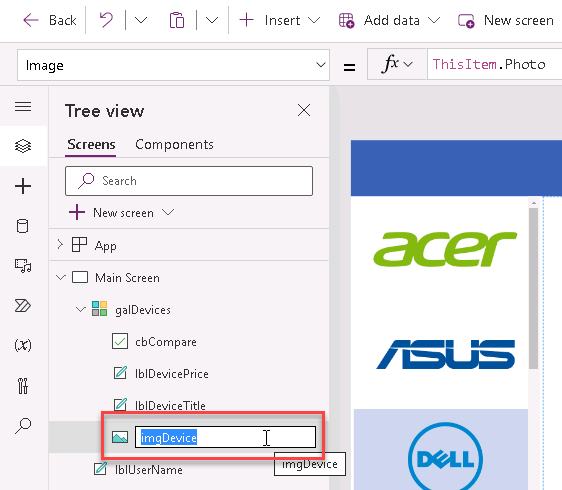 Back Insert Add data New screen
Image = fx ThisItem.Photo
Tree view
Screens Components
Search
New screen
App
Main Screen
galDevices
cbCompare
lblDevicePrice
lblDeviceTitle
imgDevice
imgDevice
lblUserName
(x)
acer
ASUS
DELL